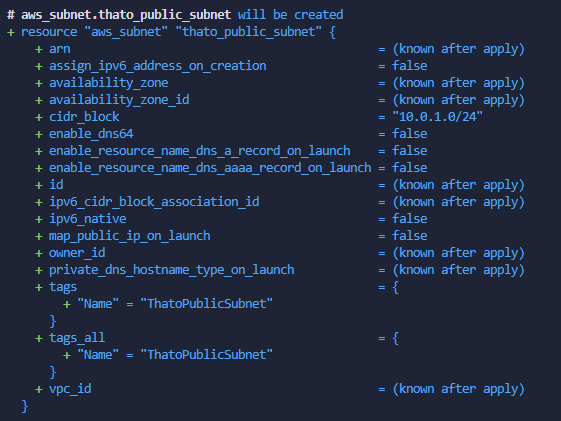 # aws_subnet.thato_public_subnet will be created
+ resource "aws_subnet" "thato_public_subnet" {
+ arn = (known after apply)
+ assign_ipv6_address_on_creation = false
+ availability_zone = (known after apply)
+ availability_zone_id = (known after apply)
+ cidr_block = "10.0.1.0/24"
+ enable_dns64 = false
+ enable_resource_name_dns_a_record_on_launch = false
+ enable_resource_name_dns_aaaa_record_on_launch = false
+ id = (known after apply)
+ ipv6_cidr_block_association_id = (known after apply)
+ ipv6_native = false
+ map_public_ip_on_launch = false
+ owner_id = (known after apply)
+ private_dns_hostname_type_on_launch = (known after apply)
+ tags = {
+ "Name" = "ThatoPublicSubnet"
}
+ tags_all = {
+ "Name" = "ThatoPublicSubnet"
}
+ vpc_id = (known after apply)
}